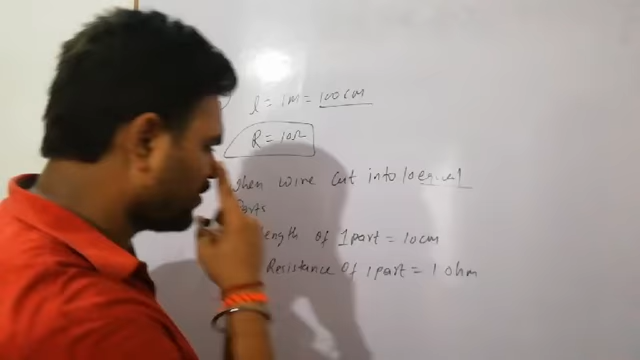 l = 1m = 100cm
R = 10Ω
when wire cut into 10 equal
Parts
length of 1 part = 10cm
Resistance of 1 part = 1 ohm